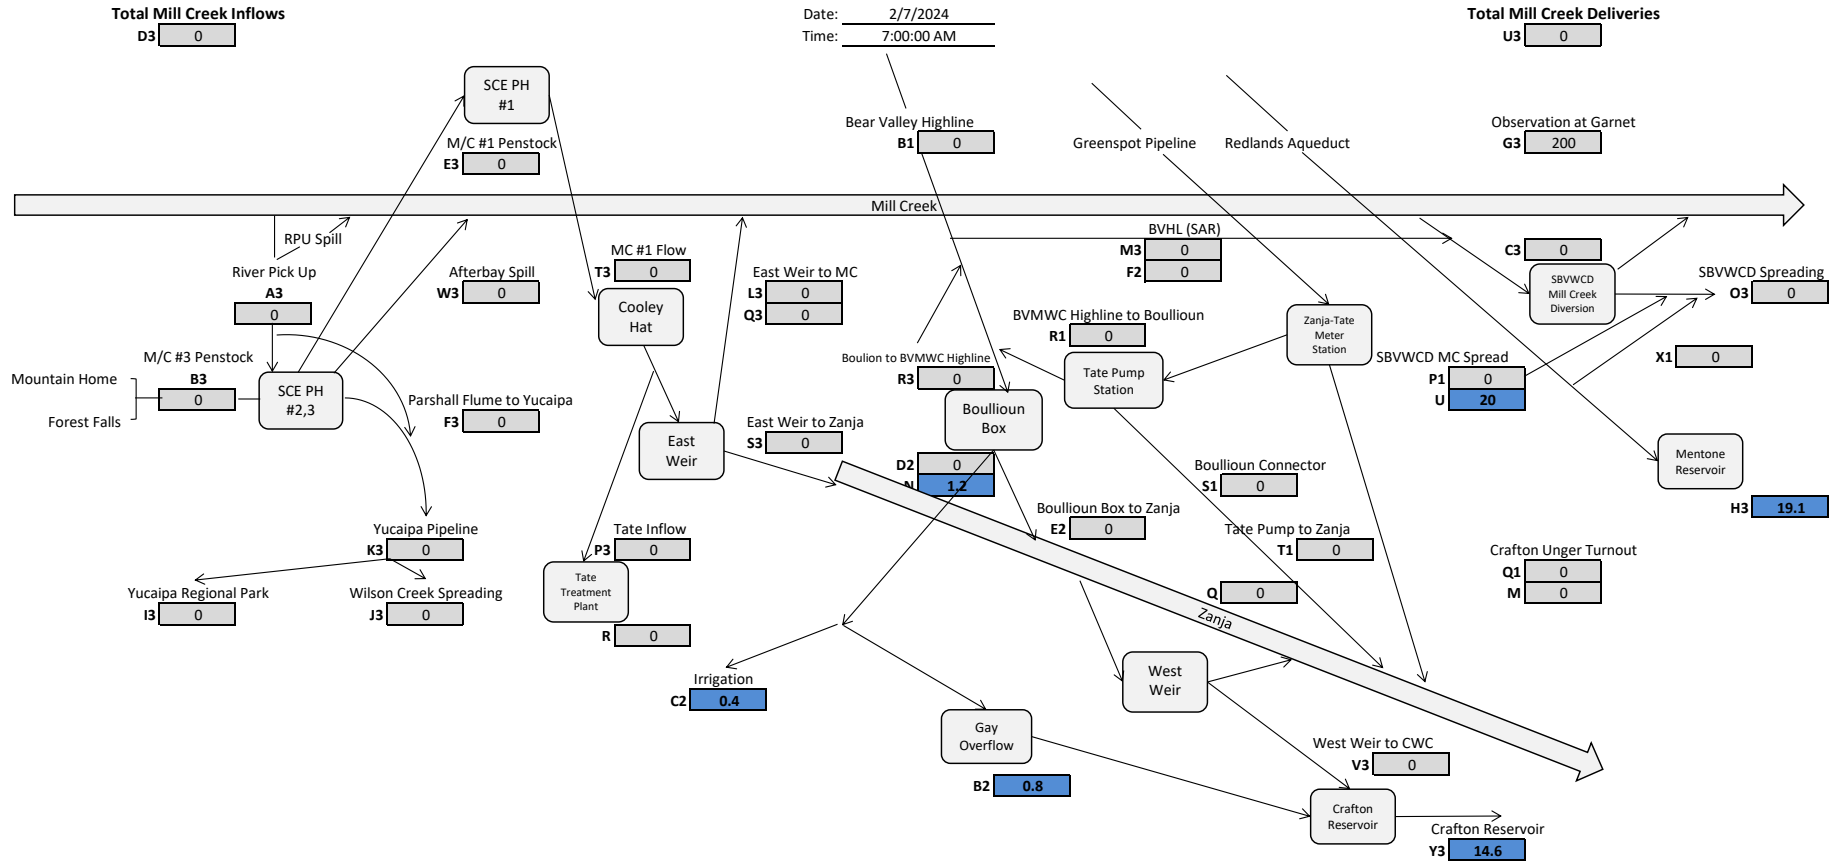 Total Mill Creek Inflows
D3 0
Date: 2/7/2024
Time: 7:00:00 AM
Total Mill Creek Deliveries
U3 0
SCE PH
#1
M/C #1 Penstock
E3 0
Bear Valley Highline
B1 0
Greenspot Pipeline
Redlands Aqueduct
Observation at Garnet
G3 200
Mill Creek
RPU Spill
River Pick Up
A3
0
Afterbay Spill
W3 0
MC #1 Flow
T3 0
Cooley
Hat
East Weir to MC
L3 0
Q3 0
BVHL (SAR)
M3 0
F2 0
C3 0
SBVWCD
Mill Creek
Diversion
SBVWCD Spreading
O3 0
BVMWC Highline to Boullioun
R1 0
Zanja-Tate
Meter
Station
M/C #3 Penstock
B3 0
Mountain Home
Forest Falls
SCE PH
#2,3
Boulion to BVMWC Highline
R3 0
Tate Pump
Station
SBVWCD MC Spread
P1 0
U 20
X1 0
Parshall Flume to Yucaipa
F3 0
Boullioun
Box
East
Weir
East Weir to Zanja
S3 0
D2 0
N 1.2
Boullioun Connector
S1 0
Mentone
Reservoir
H3 19.1
Boullioun Box to Zanja
E2 0
Yucaipa Pipeline
K3 0
Tate Inflow
P3 0
Tate Pump to Zanja
T1 0
Crafton Unger Turnout
Q1 0
M 0
Yucaipa Regional Park
I3 0
Wilson Creek Spreading
J3 0
Tate
Treatment
Plant
R 0
Q 0
Zanja
Irrigation
C2 0.4
West
Weir
Gay
Overflow
B2 0.8
West Weir to CWC
V3 0
Crafton
Reservoir
Crafton Reservoir
Y3 14.6